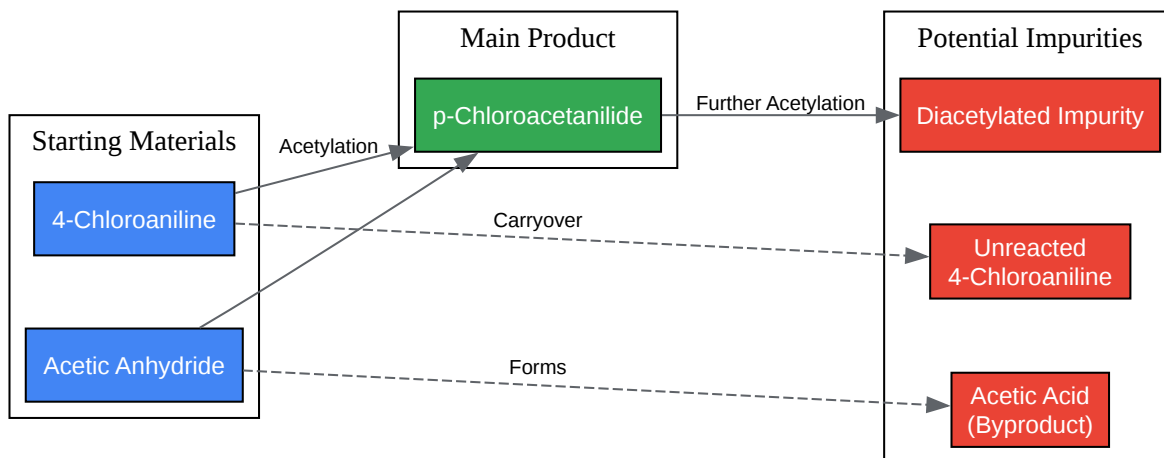 Main Product
Potential Impurities
p-Chloroacetanilide
Further Acetylation
Diacetylated Impurity
Starting Materials
Acetylation
4-Chloroaniline
Carryover
Unreacted
4-Chloroaniline
Acetic Anhydride
Forms
Acetic Acid
(Byproduct)